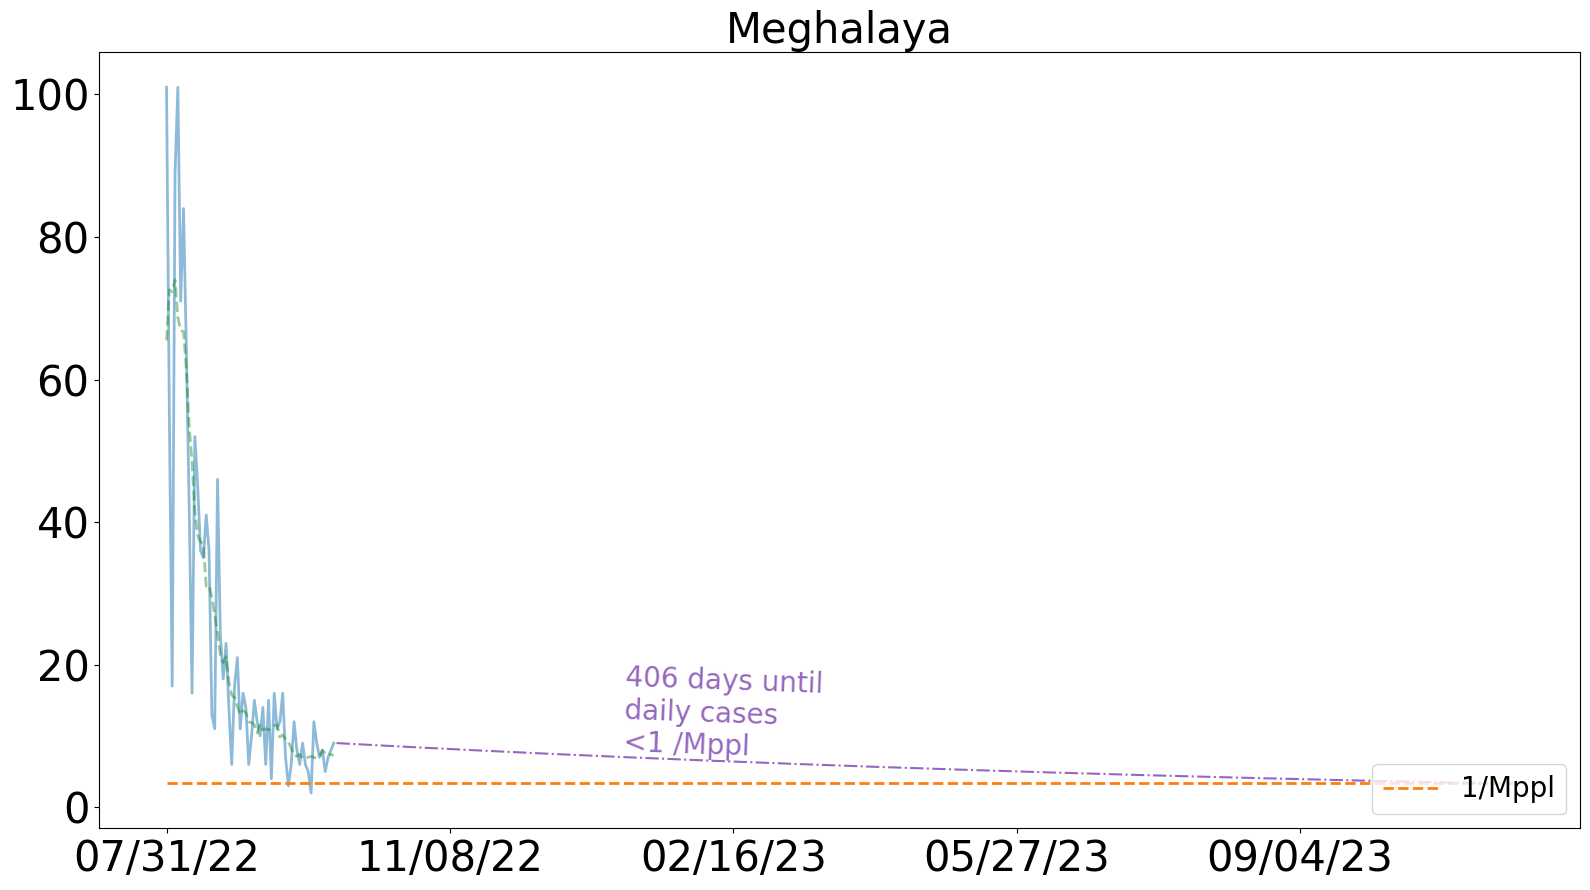 Meghalaya
100
80
60
40
20
0
406 days until
daily cases
<1 /Mppl
1/Mppl
07/31/22 11/08/22 02/16/23 05/27/23 09/04/23